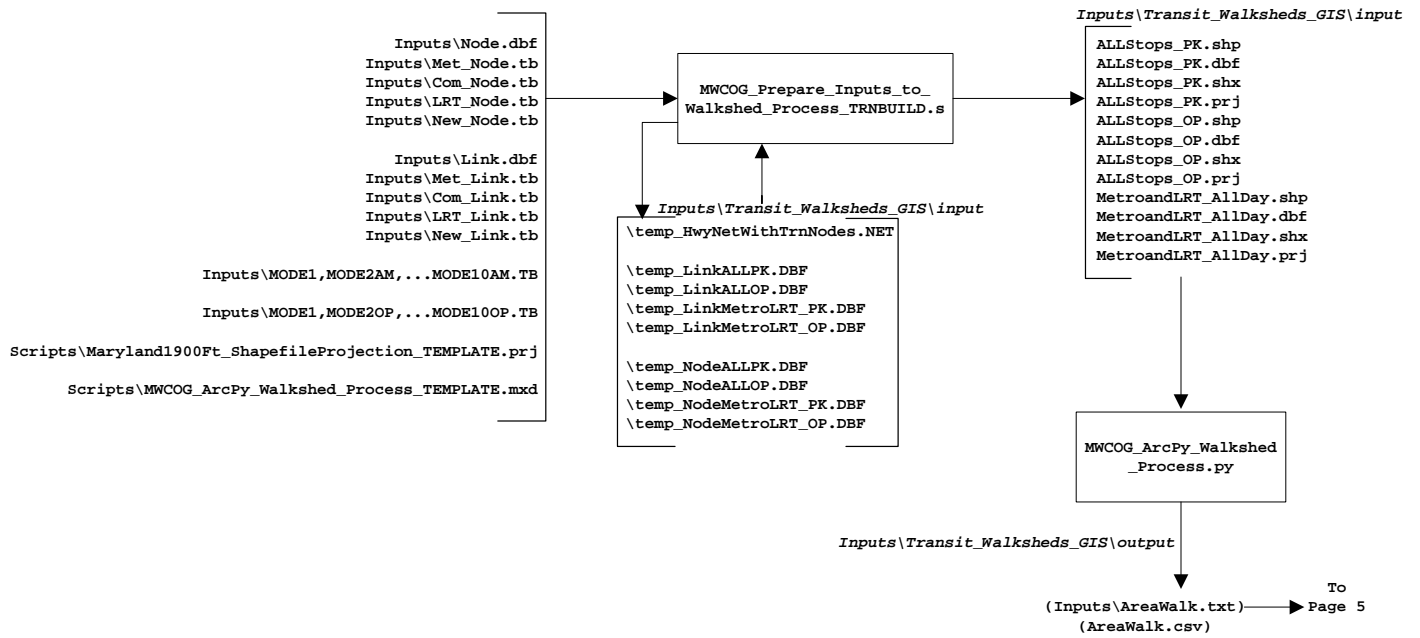 Inputs\Node.dbf
Inputs\Met_Node.tb
Inputs\Com_Node.tb
Inputs\LRT_Node.tb
Inputs\New_Node.tb
Inputs\Link.dbf
Inputs\Met_Link.tb
Inputs\Com_Link.tb
Inputs\LRT_Link.tb
Inputs\New_Link.tb
Inputs\MODE1,MODE2AM,...MODE10AM.TB
Inputs\MODE1,MODE2OP,...MODE10OP.TB
Scripts\Maryland1900Ft_ShapefileProjection_TEMPLATE.prj
Scripts\MWCOG_ArcPy_Walkshed_Process_TEMPLATE.mxd
MWCOG_Prepare_Inputs_to_
Walkshed_Process_TRNBUILD.s
Inputs\Transit_Walksheds_GIS\input
\temp_HwyNetWithTrnNodes.NET
\temp_LinkALLPK.DBF
\temp_LinkALLOP.DBF
\temp_LinkMetroLRT_PK.DBF
\temp_LinkMetroLRT_OP.DBF
\temp_NodeALLPK.DBF
\temp_NodeALLOP.DBF
\temp_NodeMetroLRT_PK.DBF
\temp_NodeMetroLRT_OP.DBF
Inputs\Transit_Walksheds_GIS\input
ALLStops_PK.shp
ALLStops_PK.dbf
ALLStops_PK.shx
ALLStops_PK.prj
ALLStops_OP.shp
ALLStops_OP.dbf
ALLStops_OP.shx
ALLStops_OP.prj
MetroandLRT_AllDay.shp
MetroandLRT_AllDay.dbf
MetroandLRT_AllDay.shx
MetroandLRT_AllDay.prj
MWCOG_ArcPy_Walkshed
_Process.py
Inputs\Transit_Walksheds_GIS\output
(Inputs\AreaWalk.txt)
(AreaWalk.csv)
To
Page 5